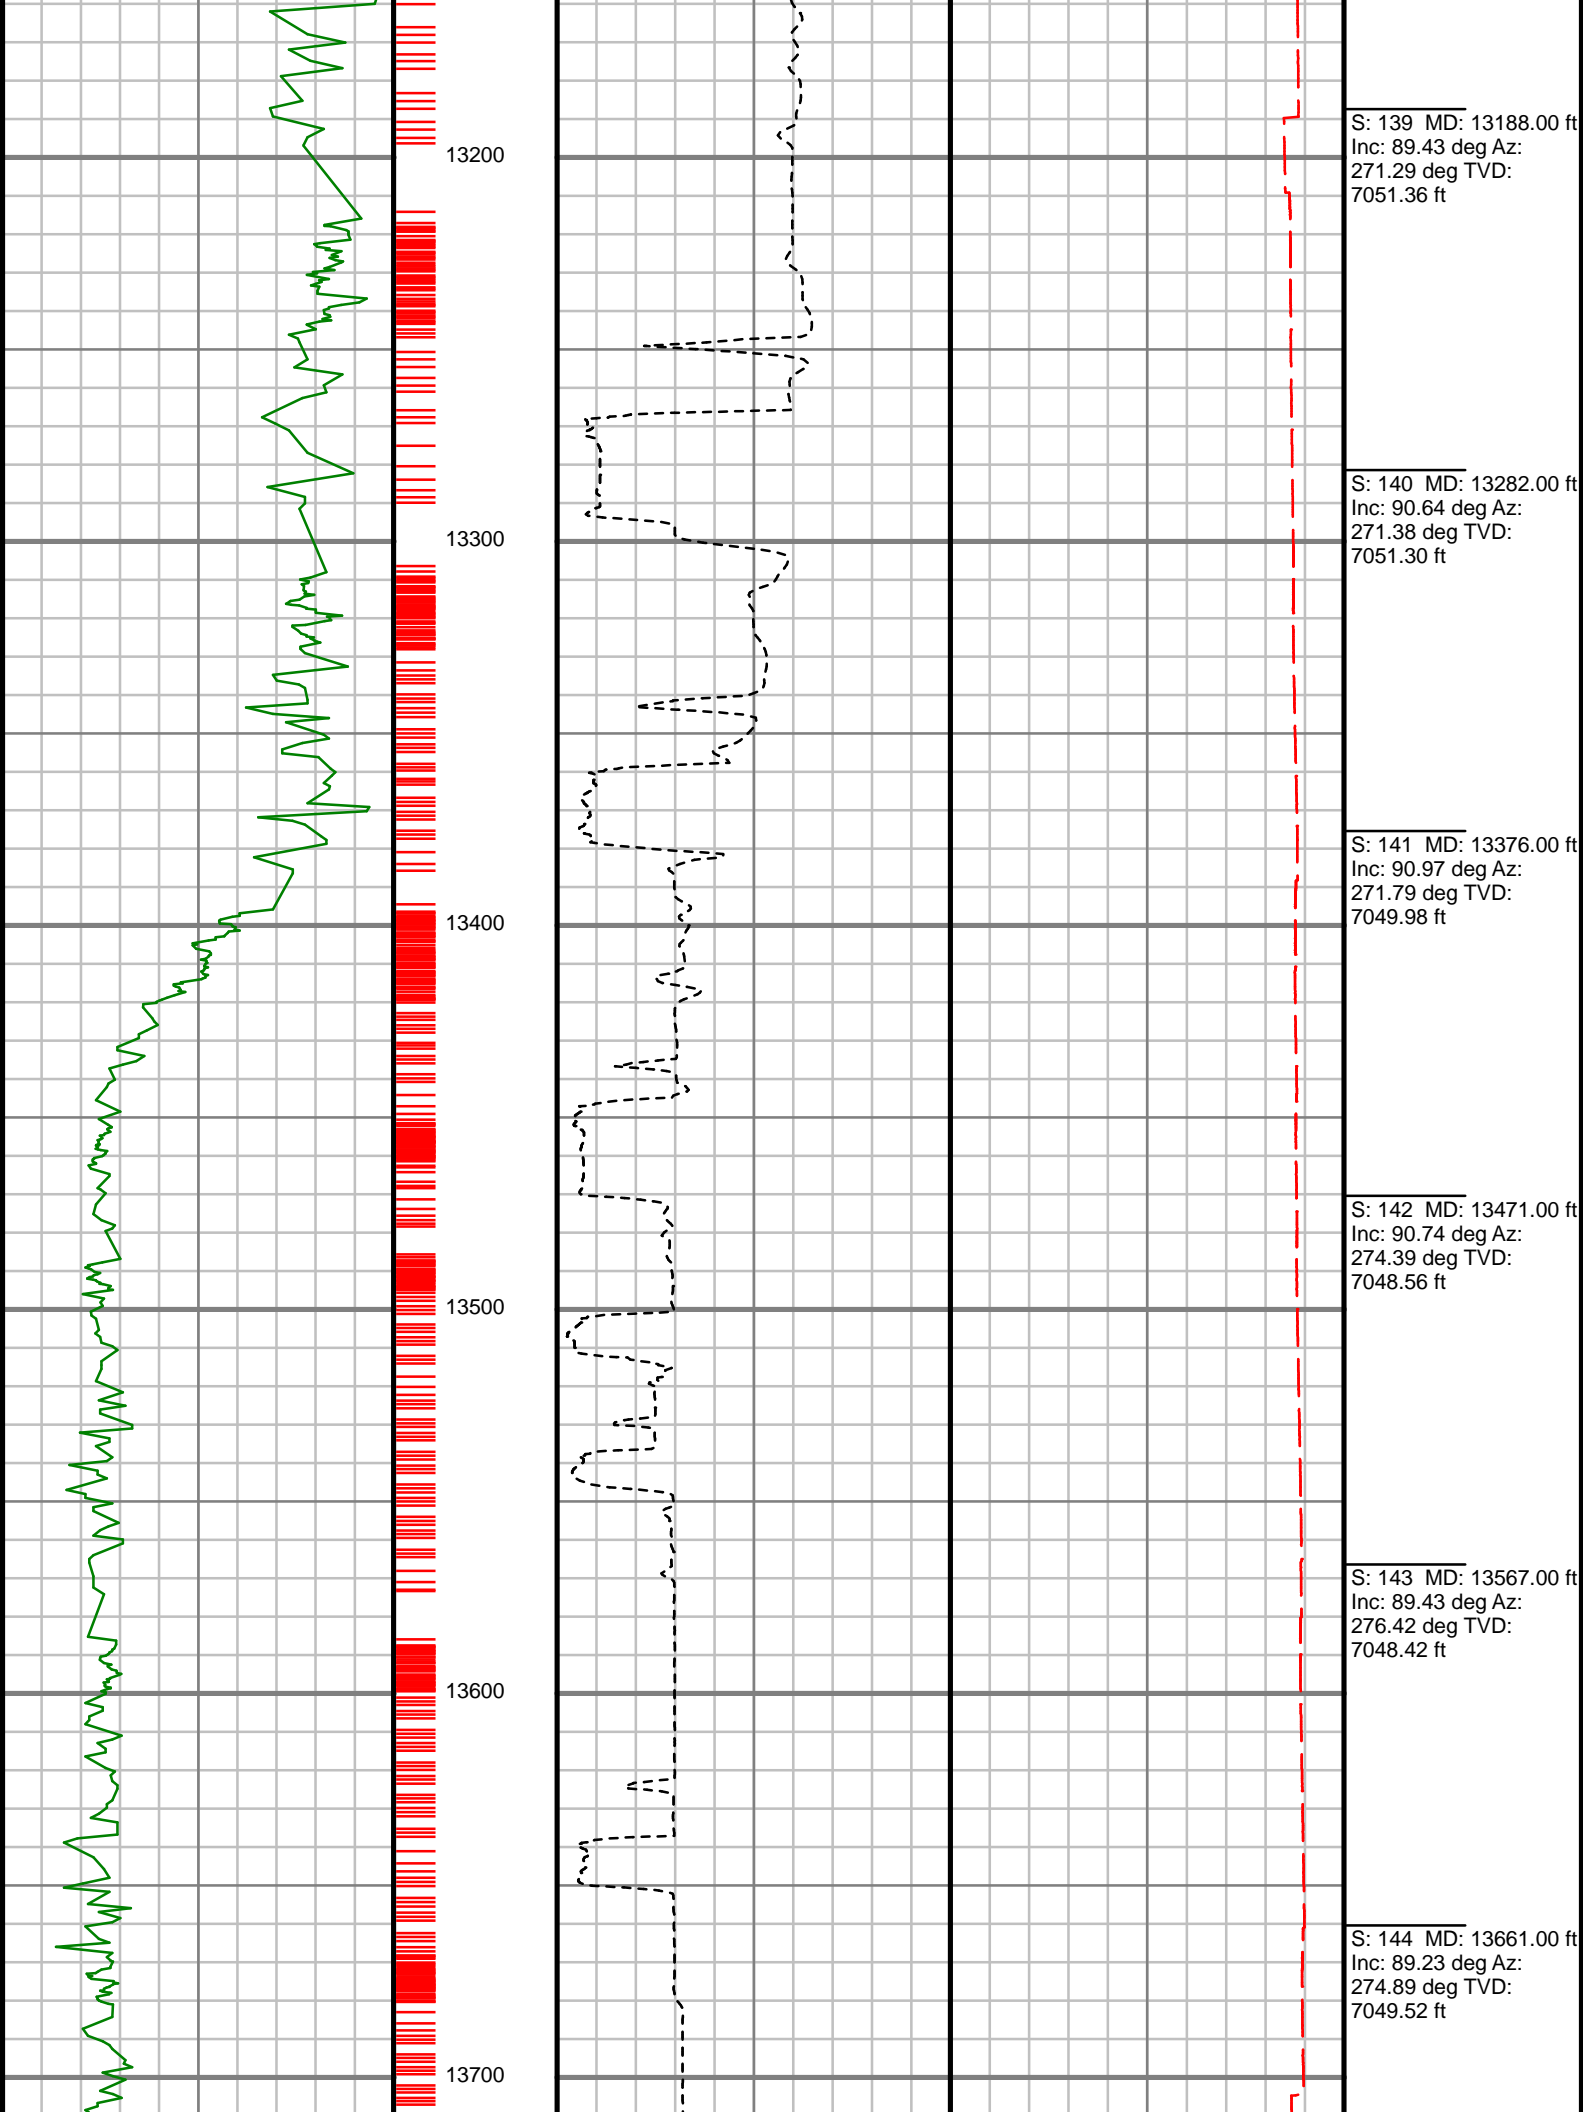 S: 139 MD: 13188.00 ft
Inc: 89.43 deg Az:
271.29 deg TVD:
7051.36 ft
13200
S: 140 MD: 13282.00 ft
Inc: 90.64 deg Az:
271.38 deg TVD:
7051.30 ft
13300
S: 141 MD: 13376.00 ft
Inc: 90.97 deg Az:
271.79 deg TVD:
7049.98 ft
13400
S: 142 MD: 13471.00 ft
Inc: 90.74 deg Az:
274.39 deg TVD:
7048.56 ft
13500
S: 143 MD: 13567.00 ft
Inc: 89.43 deg Az:
276.42 deg TVD:
7048.42 ft
13600
S: 144 MD: 13661.00 ft
Inc: 89.23 deg Az:
274.89 deg TVD:
7049.52 ft
13700